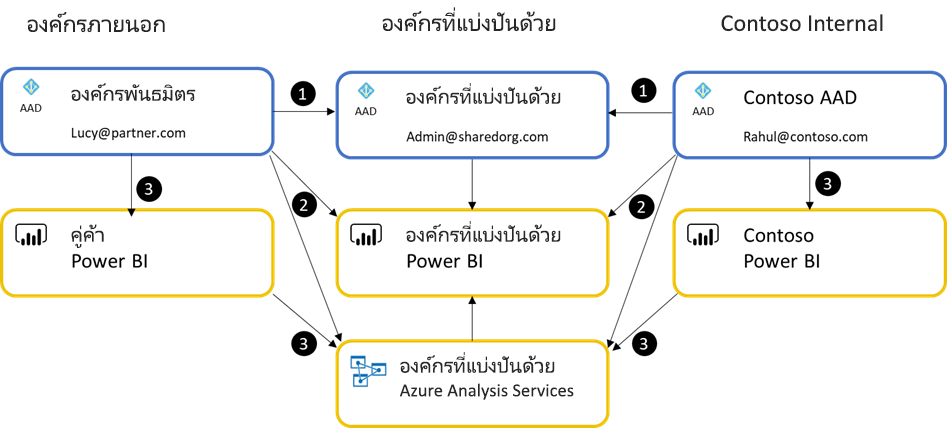 องค์กรภายนอก
องค์กรที่แบ่งปันด้วย
Contoso Internal
AAD
องค์กรพันธมิตร
Lucy@partner.com
1
AAD
องค์กรที่แบ่งปันด้วย
Admin@sharedorg.com
1
AAD
Contoso AAD
Rahul@contoso.com
3
2
2
3
คู่ค้า
Power BI
องค์กรที่แบ่งปันด้วย
Power BI
Contoso
Power BI
3
3
องค์กรที่แบ่งปันด้วย
Azure Analysis Services